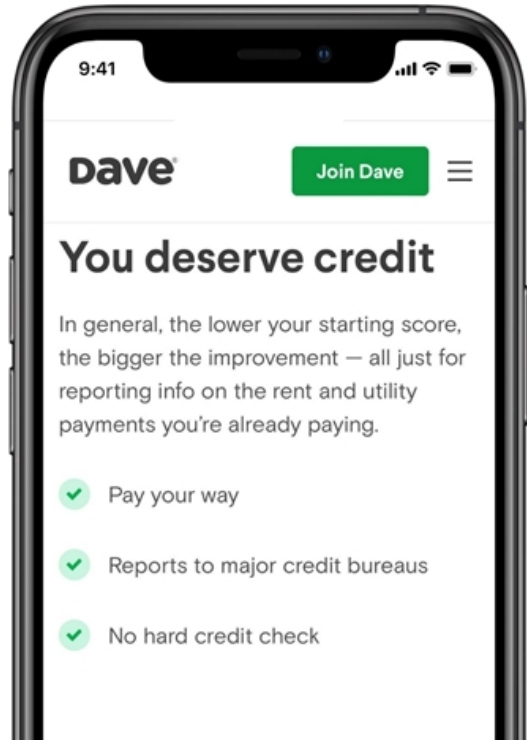 9:41
Dave®
Join Dave
You deserve credit
In general, the lower your starting score,
the bigger the improvement — all just for
reporting info on the rent and utility
payments you're already paying.
Pay your way
Reports to major credit bureaus
No hard credit check